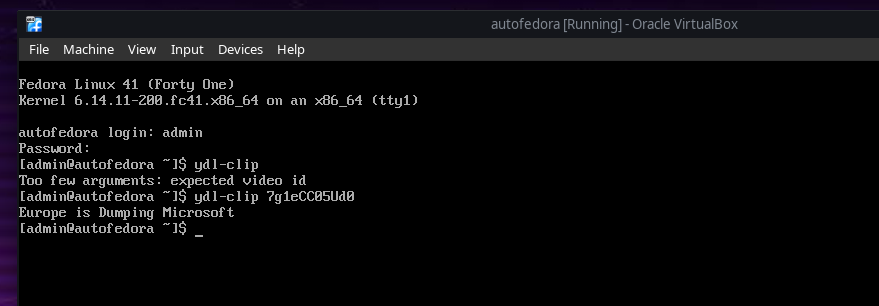 autofedora [Running] - Oracle VirtualBox
File Machine View Input Devices Help
Fedora Linux 41 (Forty One)
Kernel 6.14.11-200.fc41.x86_64 on an x86_64 (tty1)
autofedora login: admin
Password:
[admin@autofedora ~]$ ydl-clip
Too few arguments: expected video id
[admin@autofedora ~]$ ydl-clip 7g1eCC05Ud0
Europe is Dumping Microsoft
[admin@autofedora ~]$ _